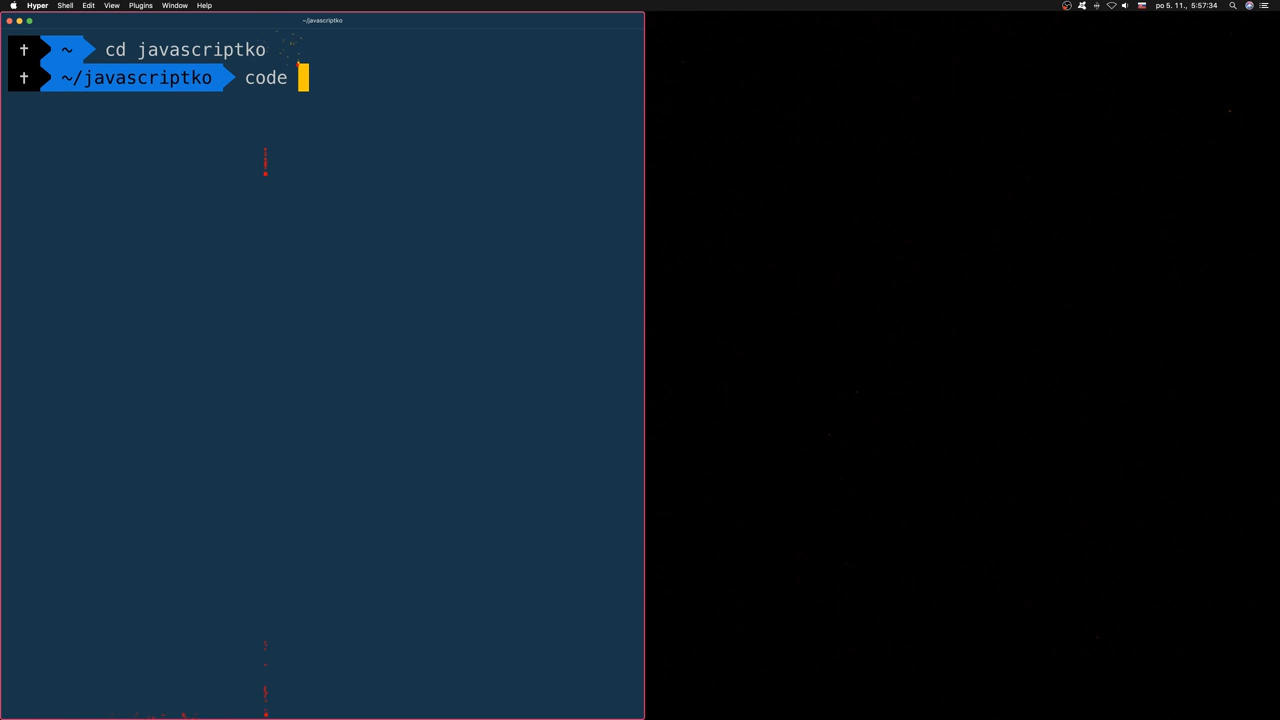 Hyper Shell Edit View Plugins Window Help po 5. 11., 5:57:34
~/javascriptko
† ~ cd javascriptko
† ~/javascriptko code